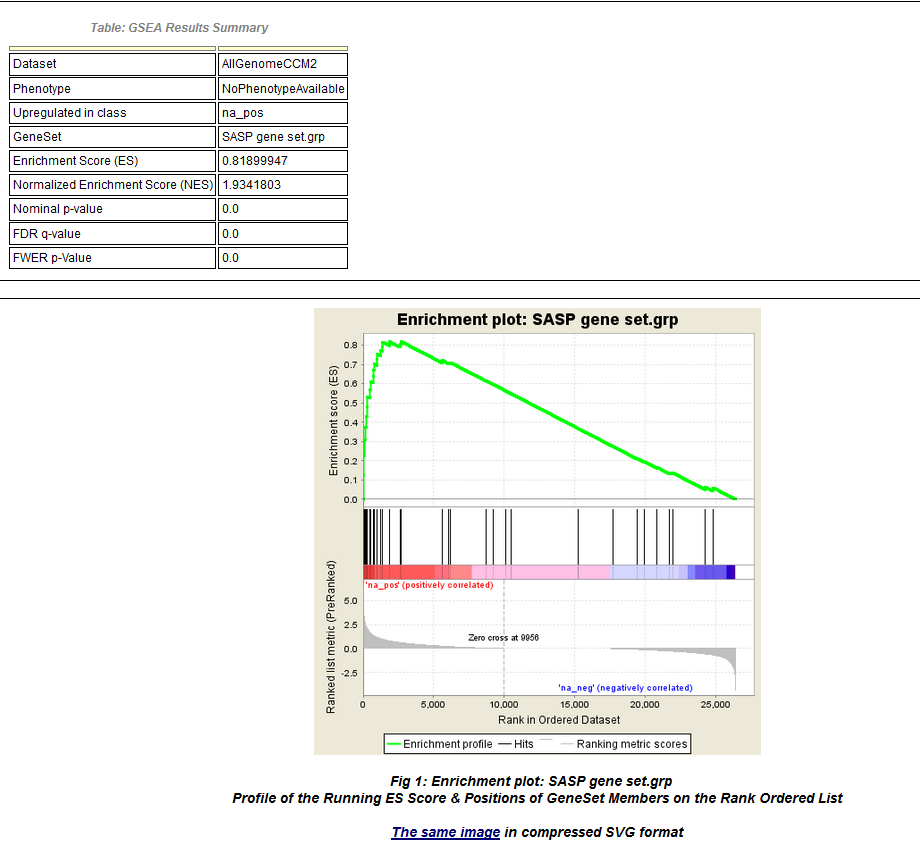 Table: GSEA Results Summary
Dataset AllGenomeCCM2
Phenotype NoPhenotypeAvailable
Upregulated in class na_pos
GeneSet SASP gene set.grp
Enrichment Score (ES) 0.81899947
Normalized Enrichment Score (NES) 1.9341803
Nominal p-value 0.0
FDR q-value 0.0
FWER p-Value 0.0
Enrichment plot: SASP gene set.grp
Enrichment score (ES)
0.8
0.7
0.6
0.5
0.4
0.3
0.2
0.1
0.0
'na_pos' (positively correlated)
Ranked list metric (PreRanked)
5.0
2.5
0.0
-2.5
Zero cross at 9956
'na_neg' (negatively correlated)
0 5,000 10,000 15,000 20,000 25,000
Rank in Ordered Dataset
Enrichment profile Hits Ranking metric scores
Fig 1: Enrichment plot: SASP gene set.grp
Profile of the Running ES Score & Positions of GeneSet Members on the Rank Ordered List
The same image in compressed SVG format